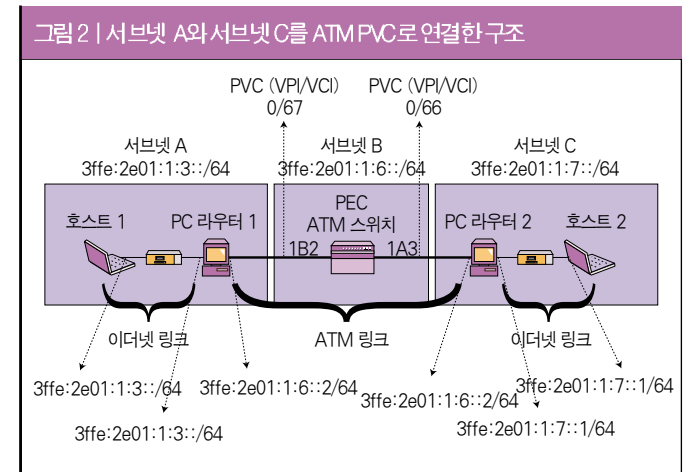 그림 2 | 서브넷 A와 서브넷 C를 ATM PVC로 연결한 구조
PVC (VPI/VCI) PVC (VPI/VCI)
0/67 0/66
서브넷 A 서브넷 B 서브넷 C
3ffe:2e01:1:3::/64 3ffe:2e01:1:6::/64 3ffe:2e01:1:7::/64
PEC
호스트 1 PC 라우터 1 ATM 스위치 PC 라우터 2 호스트 2
1B2 1A3
이더넷 링크 ATM 링크 이더넷 링크
3ffe:2e01:1:3::/64 3ffe:2e01:1:6::2/64 3ffe:2e01:1:6::2/64 3ffe:2e01:1:7::1/64
3ffe:2e01:1:3::/64 3ffe:2e01:1:7::1/64